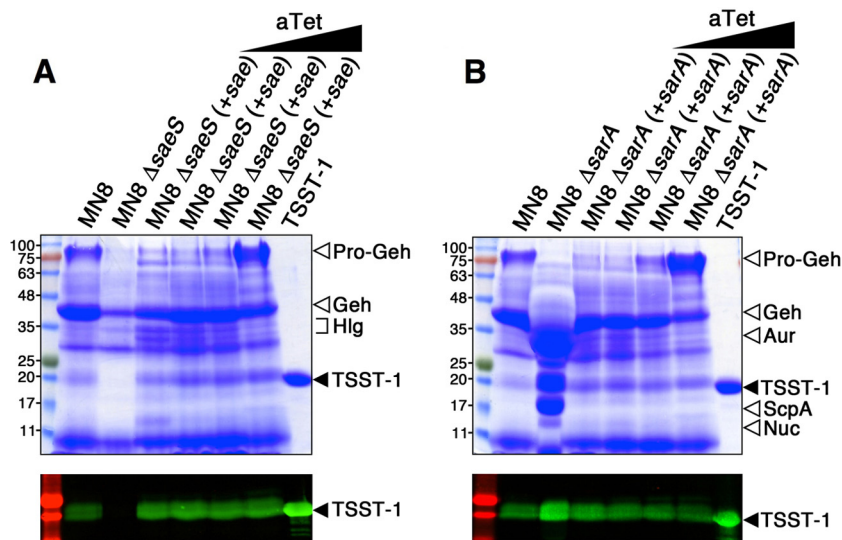 aTet
A
MN8
MN8 ΔsaeS
MN8 ΔsaeS (+sae)
MN8 ΔsaeS (+sae)
MN8 ΔsaeS (+sae)
MN8 ΔsaeS (+sae)
TSST-1
100
75
63
48
35
25
20
17
11
Pro-Geh
Geh
Hlg
TSST-1
TSST-1
aTet
B
MN8
MN8 ΔsarA
MN8 ΔsarA (+sarA)
MN8 ΔsarA (+sarA)
MN8 ΔsarA (+sarA)
MN8 ΔsarA (+sarA)
TSST-1
100
75
63
48
35
25
20
17
11
Pro-Geh
Geh
Aur
TSST-1
ScpA
Nuc
TSST-1